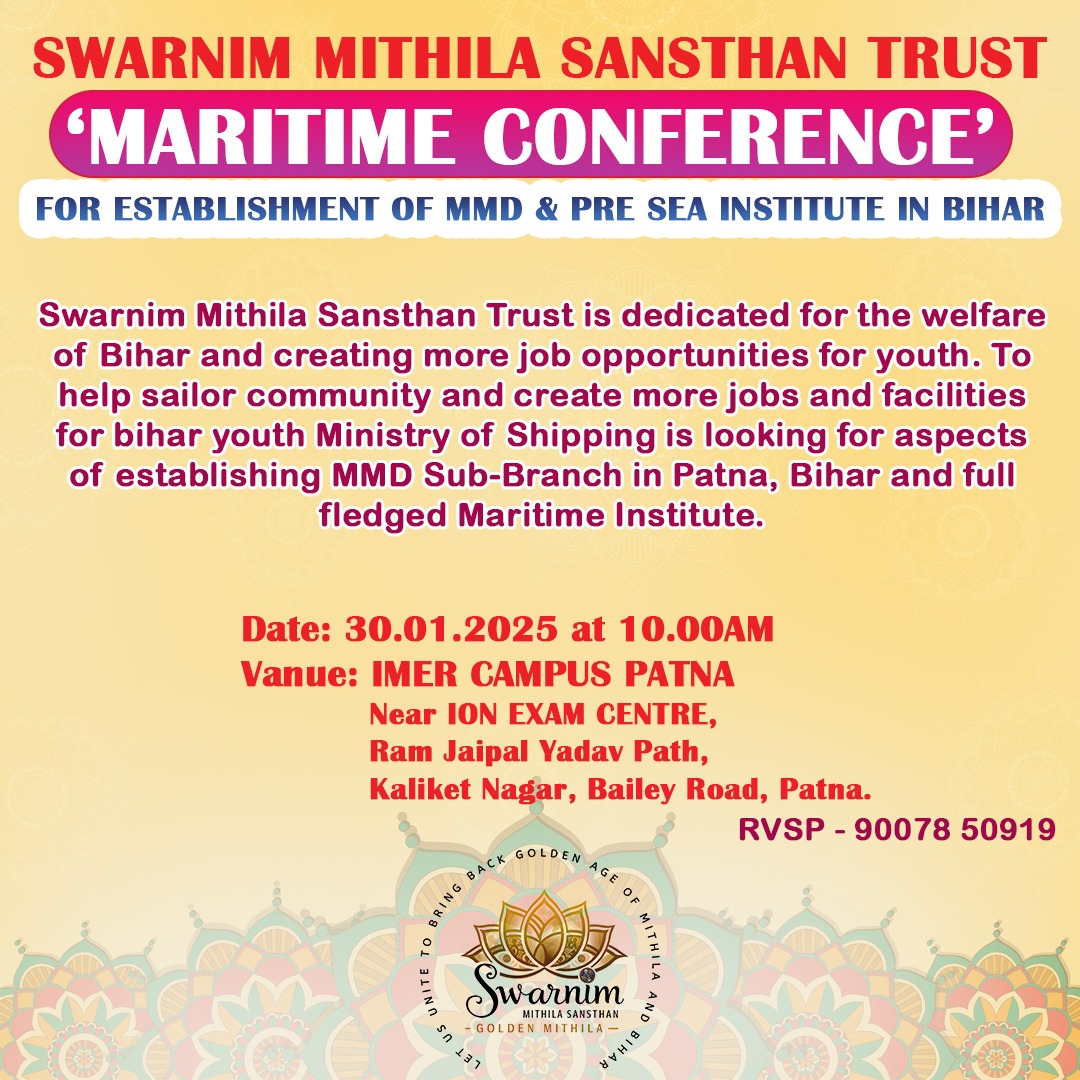 SWARNIM MITHILA SANSTHAN TRUST
‘MARITIME CONFERENCE’
FOR ESTABLISHMENT OF MMD & PRE SEA INSTITUTE IN BIHAR
Swarnim Mithila Sansthan Trust is dedicated for the welfare
of Bihar and creating more job opportunities for youth. To
help sailor community and create more jobs and facilities
for bihar youth Ministry of Shipping is looking for aspects
of establishing MMD Sub-Branch in Patna, Bihar and full
fledged Maritime Institute.
Date: 30.01.2025 at 10.00AM
Vanue: IMER CAMPUS PATNA
Near ION EXAM CENTRE,
Ram Jaipal Yadav Path,
Kaliket Nagar, Bailey Road, Patna.
RVSP - 90078 50919
LET US UNITE TO BRING BACK GOLDEN AGE OF MITHILA AND BIHAR
Swarnim
MITHILA SANSTHAN
- GOLDEN MITHILA —